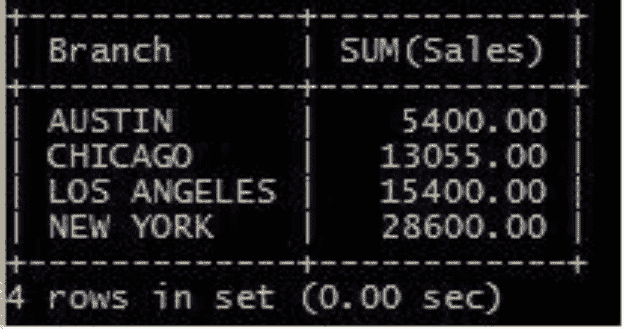 +-------------+------------+
| Branch      | SUM(Sales) |
+-------------+------------+
| AUSTIN      |    5400.00 |
| CHICAGO     |   13055.00 |
| LOS ANGELES |   15400.00 |
| NEW YORK    |   28600.00 |
+-------------+------------+
4 rows in set (0.00 sec)